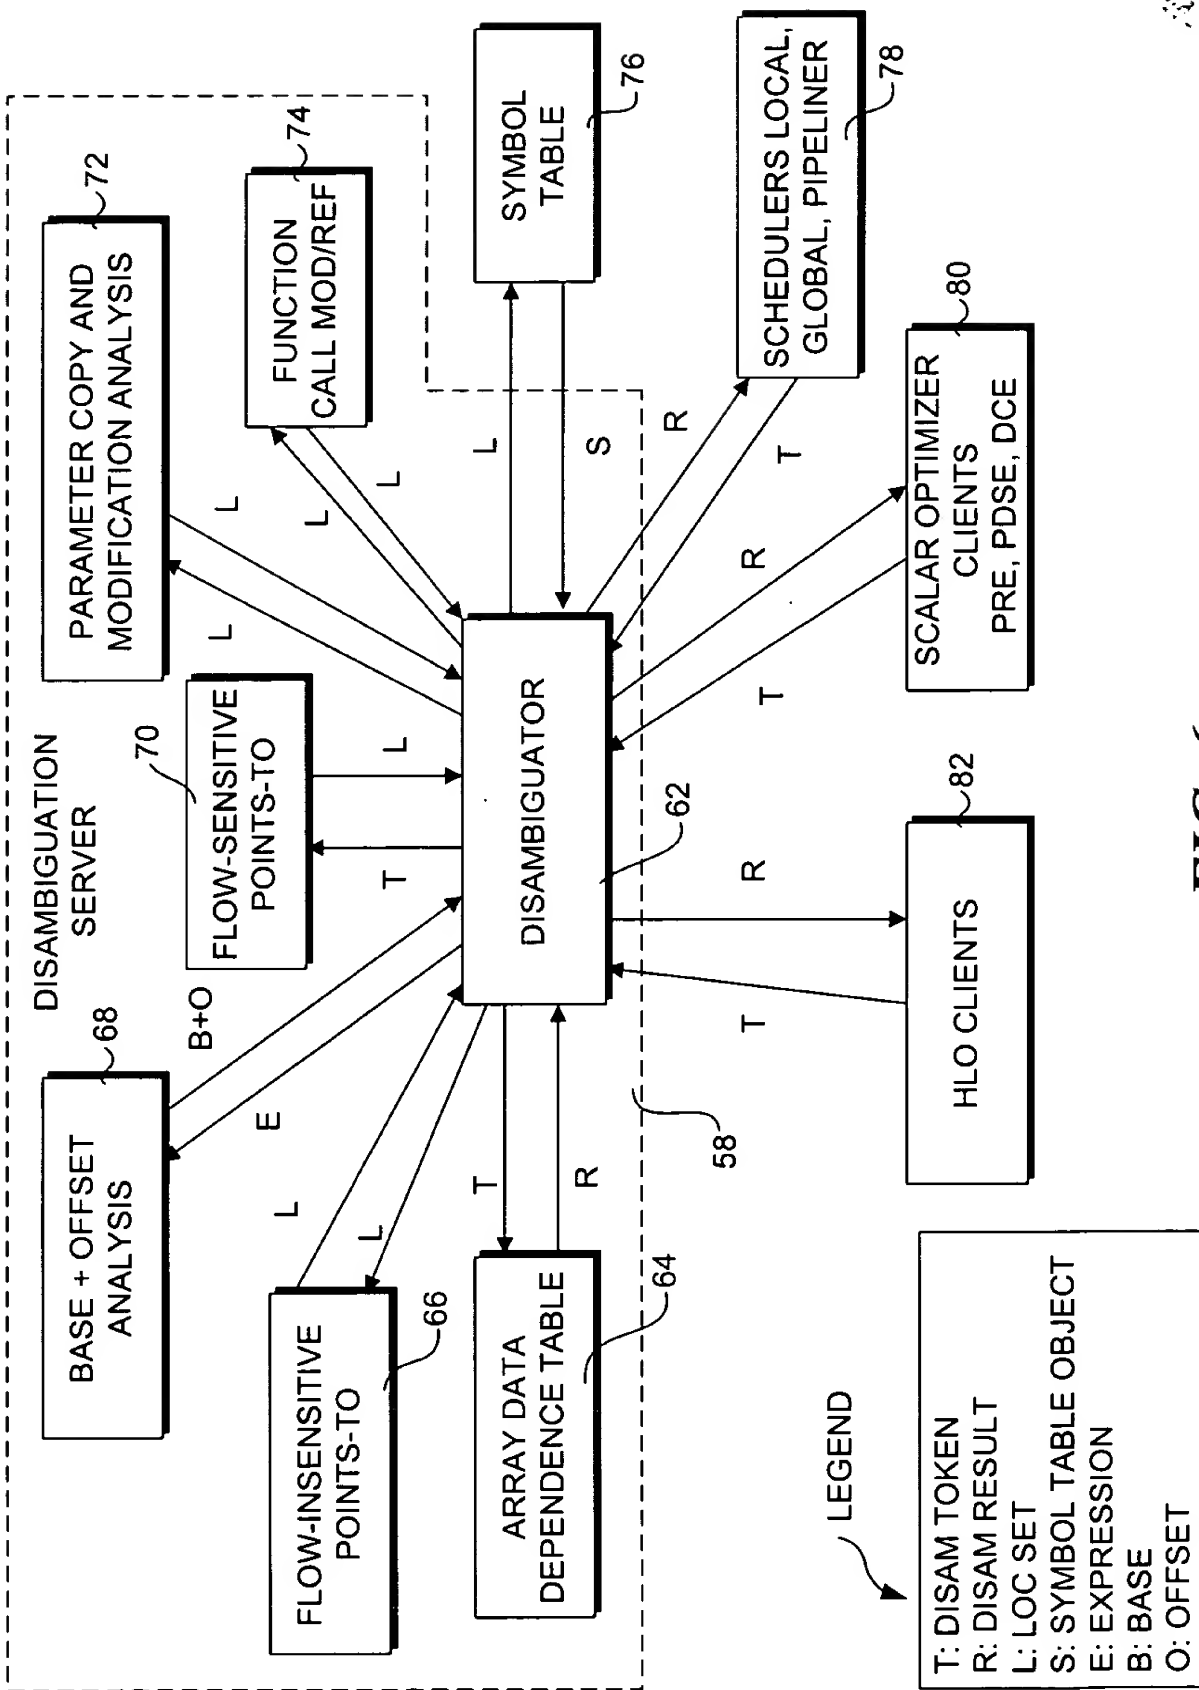 DISAMBIGUATION
SERVER
BASE + OFFSET
ANALYSIS
68
B+O
E
FLOW-SENSITIVE
POINTS-TO
70
T
L
PARAMETER COPY AND
MODIFICATION ANALYSIS
72
L
L
FUNCTION
CALL MOD/REF
74
L
L
FLOW-INSENSITIVE
POINTS-TO
66
L
L
ARRAY DATA
DEPENDENCE TABLE
64
T
R
DISAMBIGUATOR
62
58
SYMBOL
TABLE
76
L
S
SCHEDULERS LOCAL,
GLOBAL, PIPELINER
78
R
T
SCALAR OPTIMIZER
CLIENTS
PRE, PDSE, DCE
80
R
T
HLO CLIENTS
82
R
T
LEGEND
T: DISAM TOKEN
R: DISAM RESULT
L: LOC SET
S: SYMBOL TABLE OBJECT
E: EXPRESSION
B: BASE
O: OFFSET